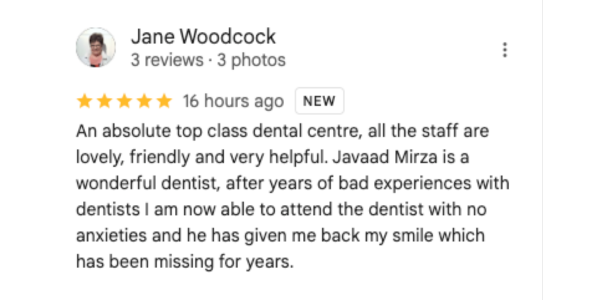 Jane Woodcock
3 reviews · 3 photos
16 hours ago NEW
An absolute top class dental centre, all the staff are
lovely, friendly and very helpful. Javaad Mirza is a
wonderful dentist, after years of bad experiences with
dentists I am now able to attend the dentist with no
anxieties and he has given me back my smile which
has been missing for years.